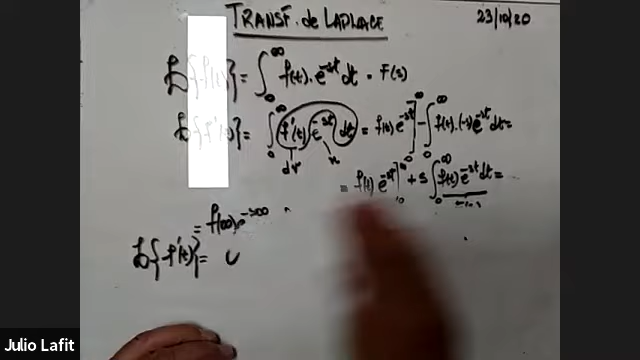 TRANSF. de LAPLACE 23/10/20
𝓛{f(t)} = ∫₀^∞ f(t).e^-st dt = F(s)
𝓛{f'(t)} = ∫₀^∞ f'(t) e^-st dt = f(t) e^-st]₀^∞ - ∫₀^∞ f(t).(-s)e^-st dt =
dv u
= f(t) e^-st]₀^∞ + s ∫₀^∞ f(t) e^-st dt =
= f(∞).e^-s∞
𝓛{f'(t)} =
Julio Lafit